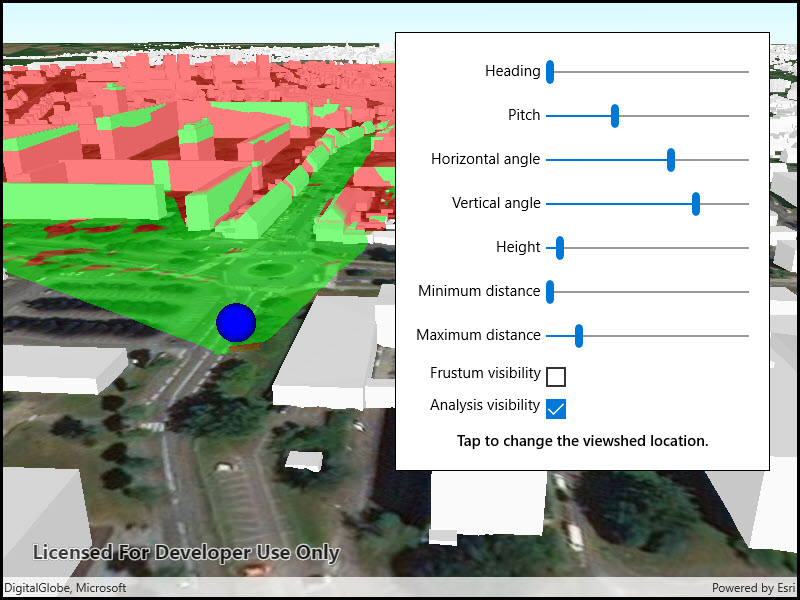 Heading
Pitch
Horizontal angle
Vertical angle
Height
Minimum distance
Maximum distance
Frustum visibility
Analysis visibility
Tap to change the viewshed location.
Licensed For Developer Use Only
DigitalGlobe, Microsoft
Powered by Esri